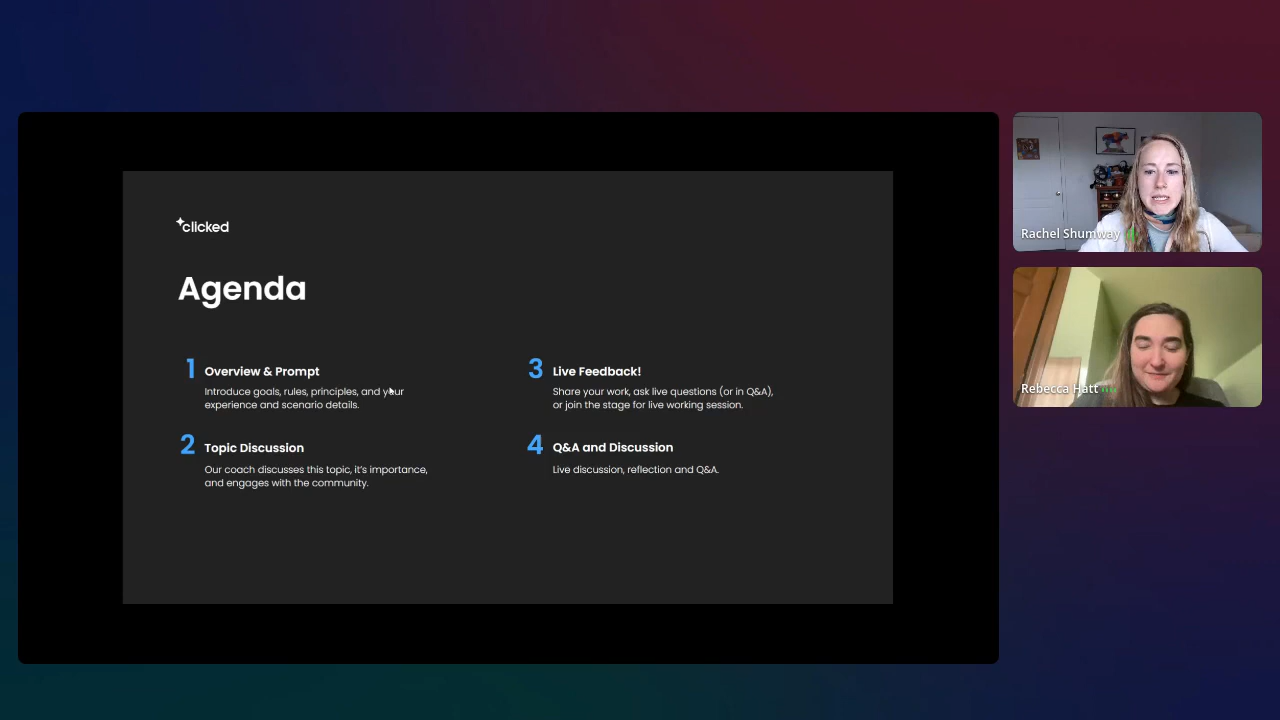 clicked
Agenda
1 Overview & Prompt
Introduce goals, rules, principles, and your
experience and scenario details.
2 Topic Discussion
Our coach discusses this topic, it's importance,
and engages with the community.
3 Live Feedback!
Share your work, ask live questions (or in Q&A),
or join the stage for live working session.
4 Q&A and Discussion
Live discussion, reflection and Q&A.
Rachel Shumway
Rebecca Hatt